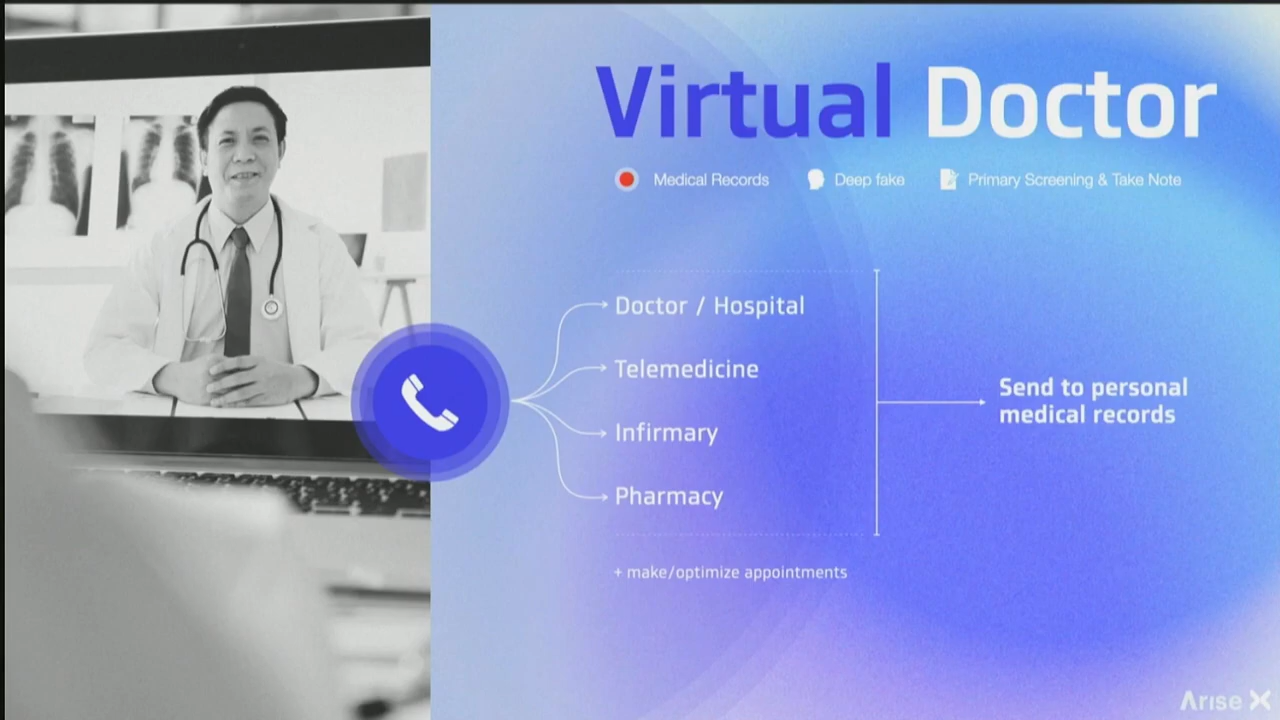 Virtual Doctor
Medical Records
Deep fake
Primary Screening & Take Note
Doctor / Hospital
Telemedicine
Infirmary
Pharmacy
Send to personal
medical records
+ make/optimize appointments
Arise X